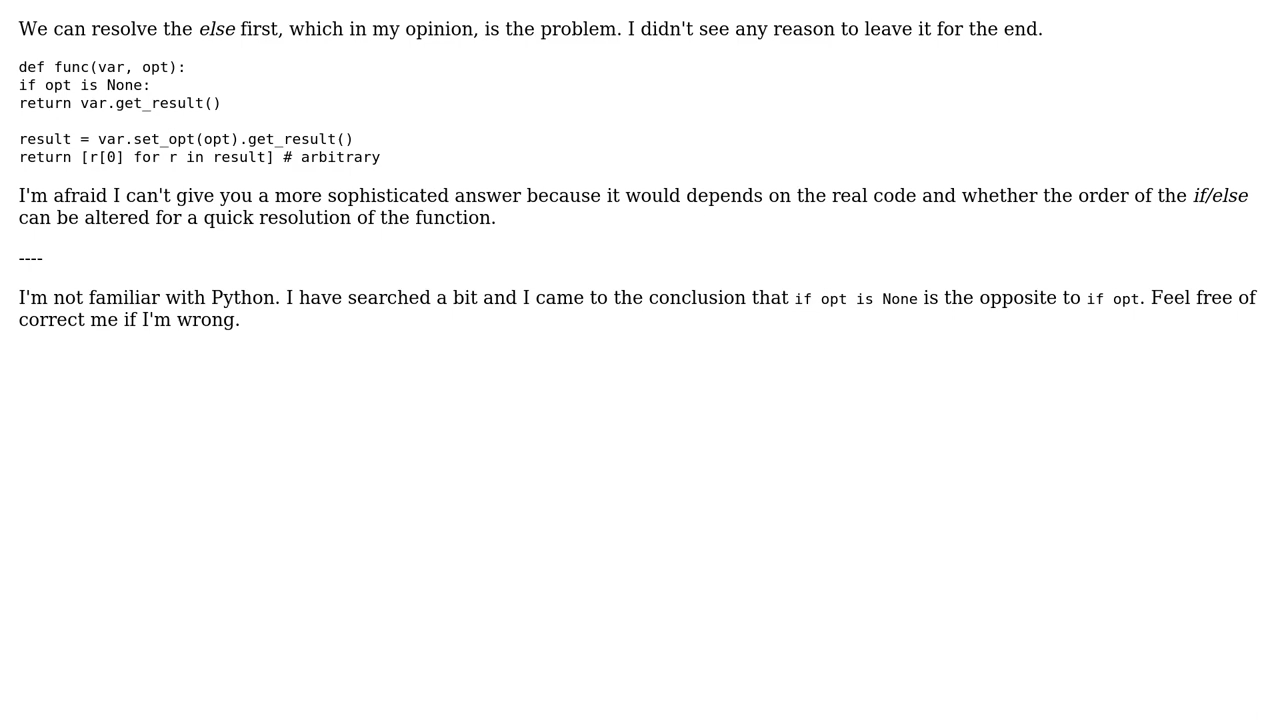 We can resolve the else first, which in my opinion, is the problem. I didn't see any reason to leave it for the end.
def func(var, opt):
if opt is None:
return var.get_result()
result = var.set_opt(opt).get_result()
return [r[0] for r in result] # arbitrary
I'm afraid I can't give you a more sophisticated answer because it would depends on the real code and whether the order of the if/else
can be altered for a quick resolution of the function.
----
I'm not familiar with Python. I have searched a bit and I came to the conclusion that if opt is None is the opposite to if opt. Feel free of
correct me if I'm wrong.